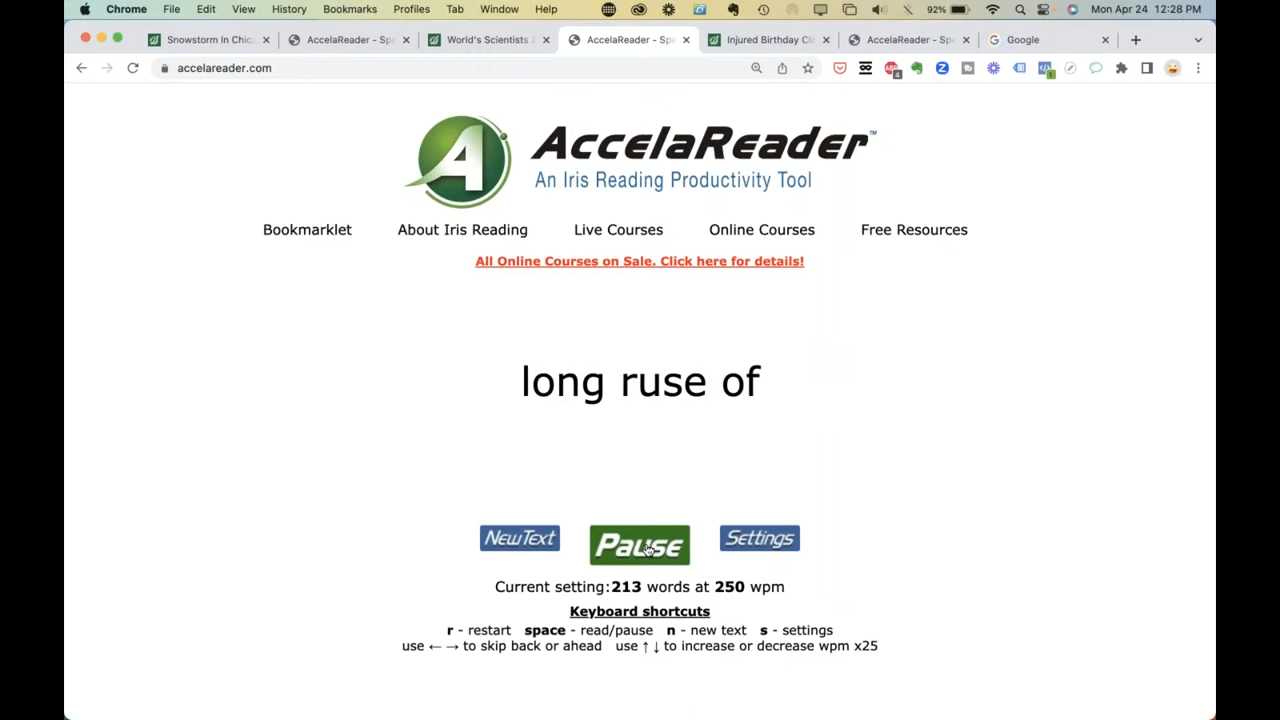 Chrome File Edit View History Bookmarks Profiles Tab Window Help 92% Mon Apr 24 12:28 PM
Snowstorm In Chic AccelaReader - Spe World's Scientists A AccelaReader - Spe Injured Birthday Cl AccelaReader - Spe Google
accelareader.com
AccelaReader™
An Iris Reading Productivity Tool
Bookmarklet About Iris Reading Live Courses Online Courses Free Resources
All Online Courses on Sale. Click here for details!
long ruse of
New Text Pause Settings
Current setting:213 words at 250 wpm
Keyboard shortcuts
r - restart space - read/pause n - new text s - settings
use ← → to skip back or ahead use ↑ ↓ to increase or decrease wpm x25